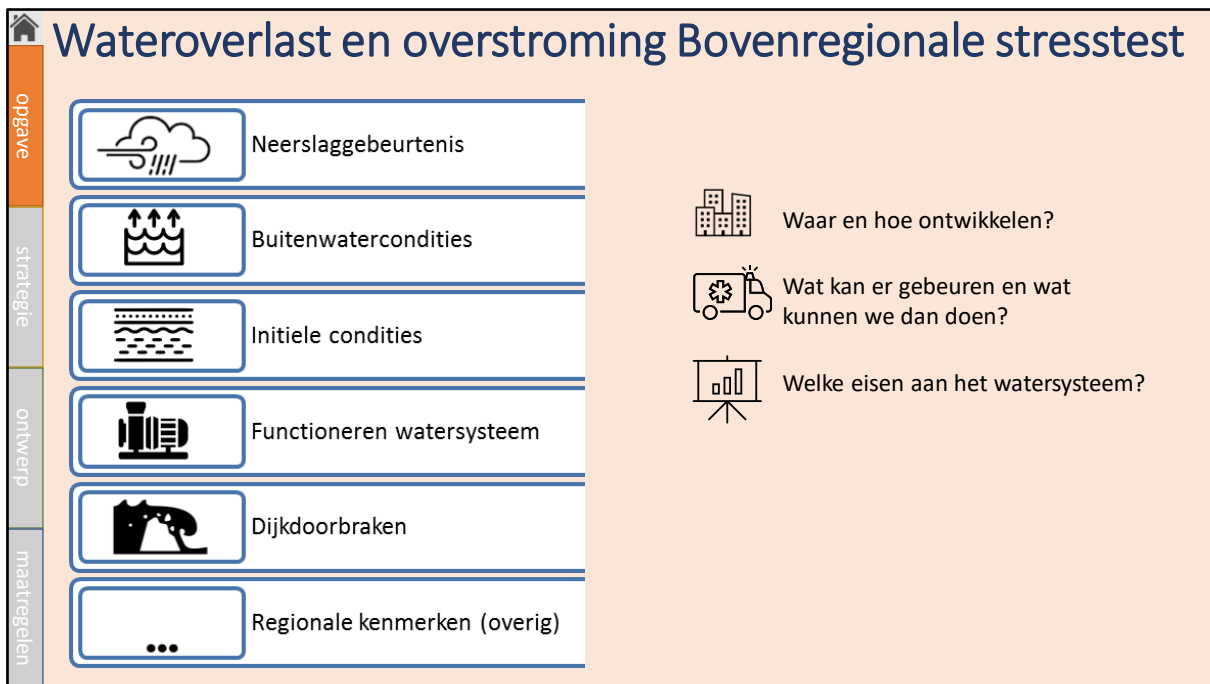 Wateroverlast en overstroming Bovenregionale stresstest
opgave
strategie
ontwerp
maatregelen
Neerslaggebeurtenis
Buitenwatercondities
Initiele condities
Functioneren watersysteem
Dijkdoorbraken
Regionale kenmerken (overig)
...
Waar en hoe ontwikkelen?
Wat kan er gebeuren en wat
kunnen we dan doen?
Welke eisen aan het watersysteem?